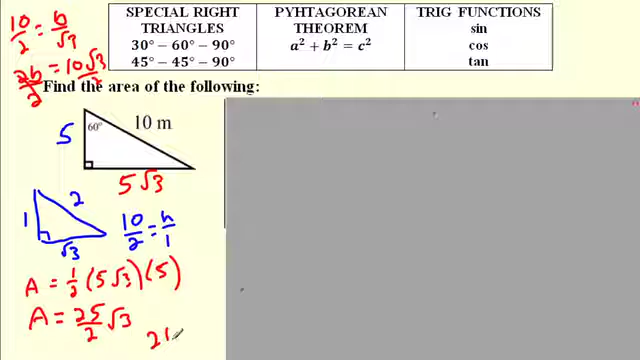 SPECIAL RIGHT TRIANGLES
30° – 60° – 90°
45° – 45° – 90°
PYHTAGOREAN THEOREM
a² + b² = c²
TRIG FUNCTIONS
sin
cos
tan
10/2 = b/√3
2b/2 = 10√3/2
Find the area of the following:
60°
10 m
5
5√3
1
2
√3
10/2 = h/1
A = 1/2 (5√3)(5)
A = 25/2 √3